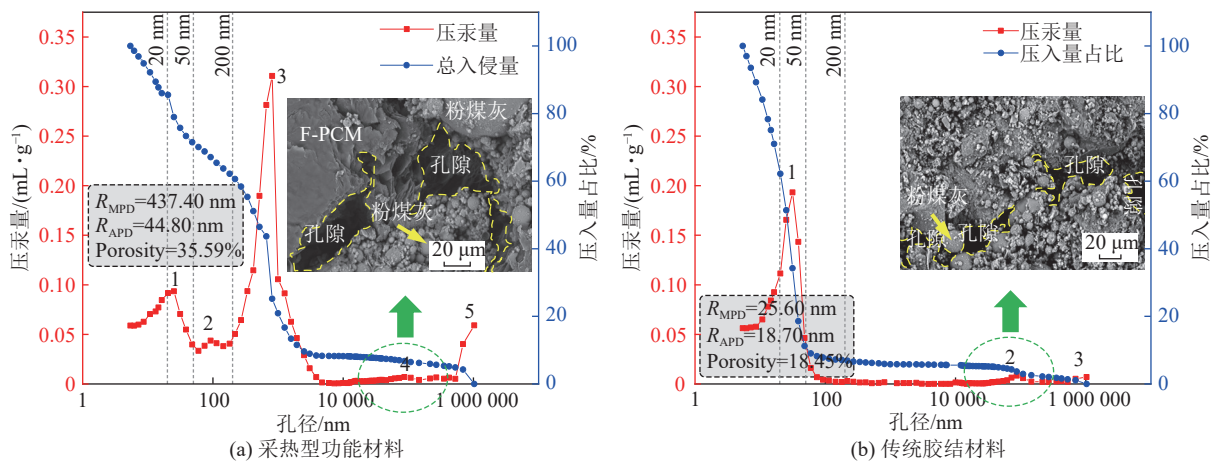 0.35
0.30
0.25
0.20
0.15
0.10
0.05
0
压汞量/(mL·g⁻¹)
20 nm
50 nm
200 nm
压汞量
总入侵量
100
80
60
40
20
0
压入量占比/%
1
2
3
4
5
R_MPD=437.40 nm
R_APD=44.80 nm
Porosity=35.59%
F-PCM
粉煤灰
孔隙
粉煤灰
孔隙
20 μm
1
100
10 000
1 000 000
孔径/nm
(a) 采热型功能材料
0.35
0.30
0.25
0.20
0.15
0.10
0.05
0
压汞量/(mL·g⁻¹)
20 nm
50 nm
200 nm
压汞量
压入量占比
100
80
60
40
20
0
压入量占比/%
1
2
3
R_MPD=25.60 nm
R_APD=18.70 nm
Porosity=18.45%
孔隙
孔隙
粉煤灰
孔隙
孔隙
20 μm
1
100
10 000
1 000 000
孔径/nm
(b) 传统胶结材料